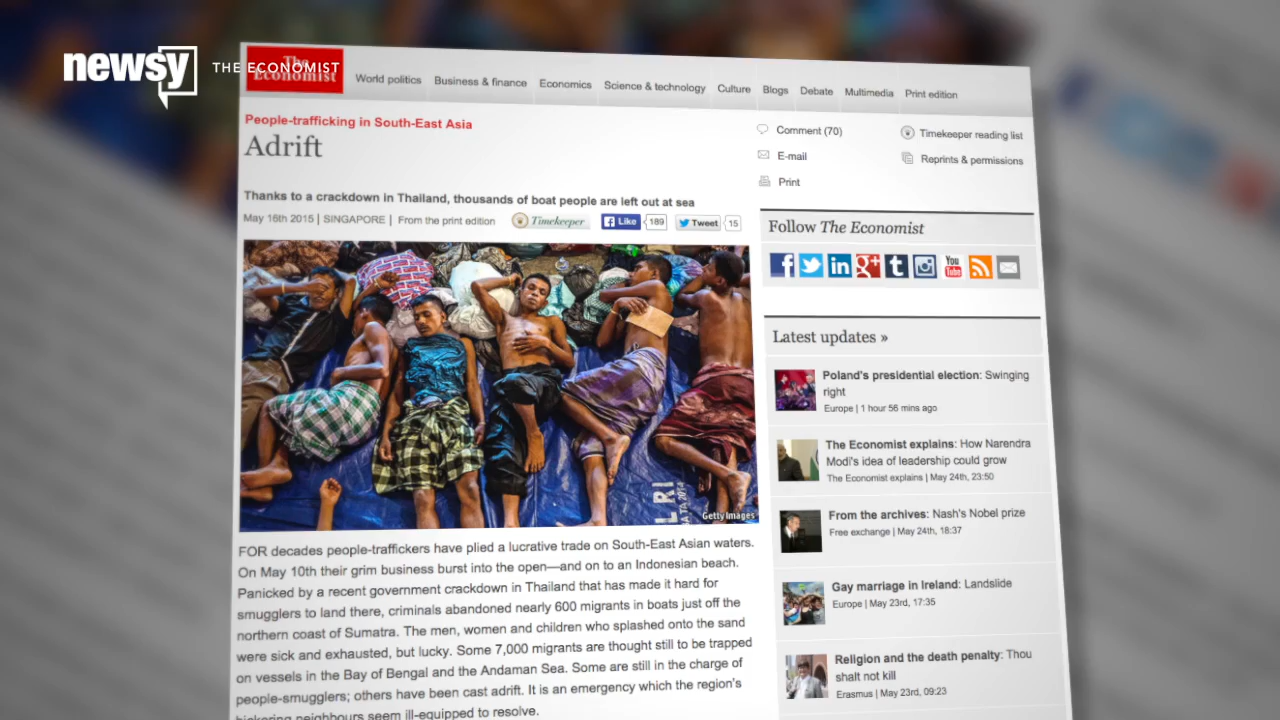 newsy
THE ECONOMIST
The
Economist
World politics
Business & finance
Economics
Science & technology
Culture
Blogs
Debate
Multimedia
Print edition
People-trafficking in South-East Asia
Adrift
Thanks to a crackdown in Thailand, thousands of boat people are left out at sea
May 16th 2015 | SINGAPORE | From the print edition
Timekeeper
Like
189
Tweet
15
LRI
Getty Images
FOR decades people-traffickers have plied a lucrative trade on South-East Asian waters.
On May 10th their grim business burst into the open—and on to an Indonesian beach.
Panicked by a recent government crackdown in Thailand that has made it hard for
smugglers to land there, criminals abandoned nearly 600 migrants in boats just off the
northern coast of Sumatra. The men, women and children who splashed onto the sand
were sick and exhausted, but lucky. Some 7,000 migrants are thought still to be trapped
on vessels in the Bay of Bengal and the Andaman Sea. Some are still in the charge of
people-smugglers; others have been cast adrift. It is an emergency which the region's
bickering neighbours seem ill-equipped to resolve.
Comment (70)
Timekeeper reading list
E-mail
Reprints & permissions
Print
Follow The Economist
You
Tube
Latest updates »
Poland's presidential election: Swinging
right
Europe | 1 hour 56 mins ago
The Economist explains: How Narendra
Modi's idea of leadership could grow
The Economist explains | May 24th, 23:50
From the archives: Nash's Nobel prize
Free exchange | May 24th, 18:37
Gay marriage in Ireland: Landslide
Europe | May 23rd, 17:35
Religion and the death penalty: Thou
shalt not kill
Erasmus | May 23rd, 09:23